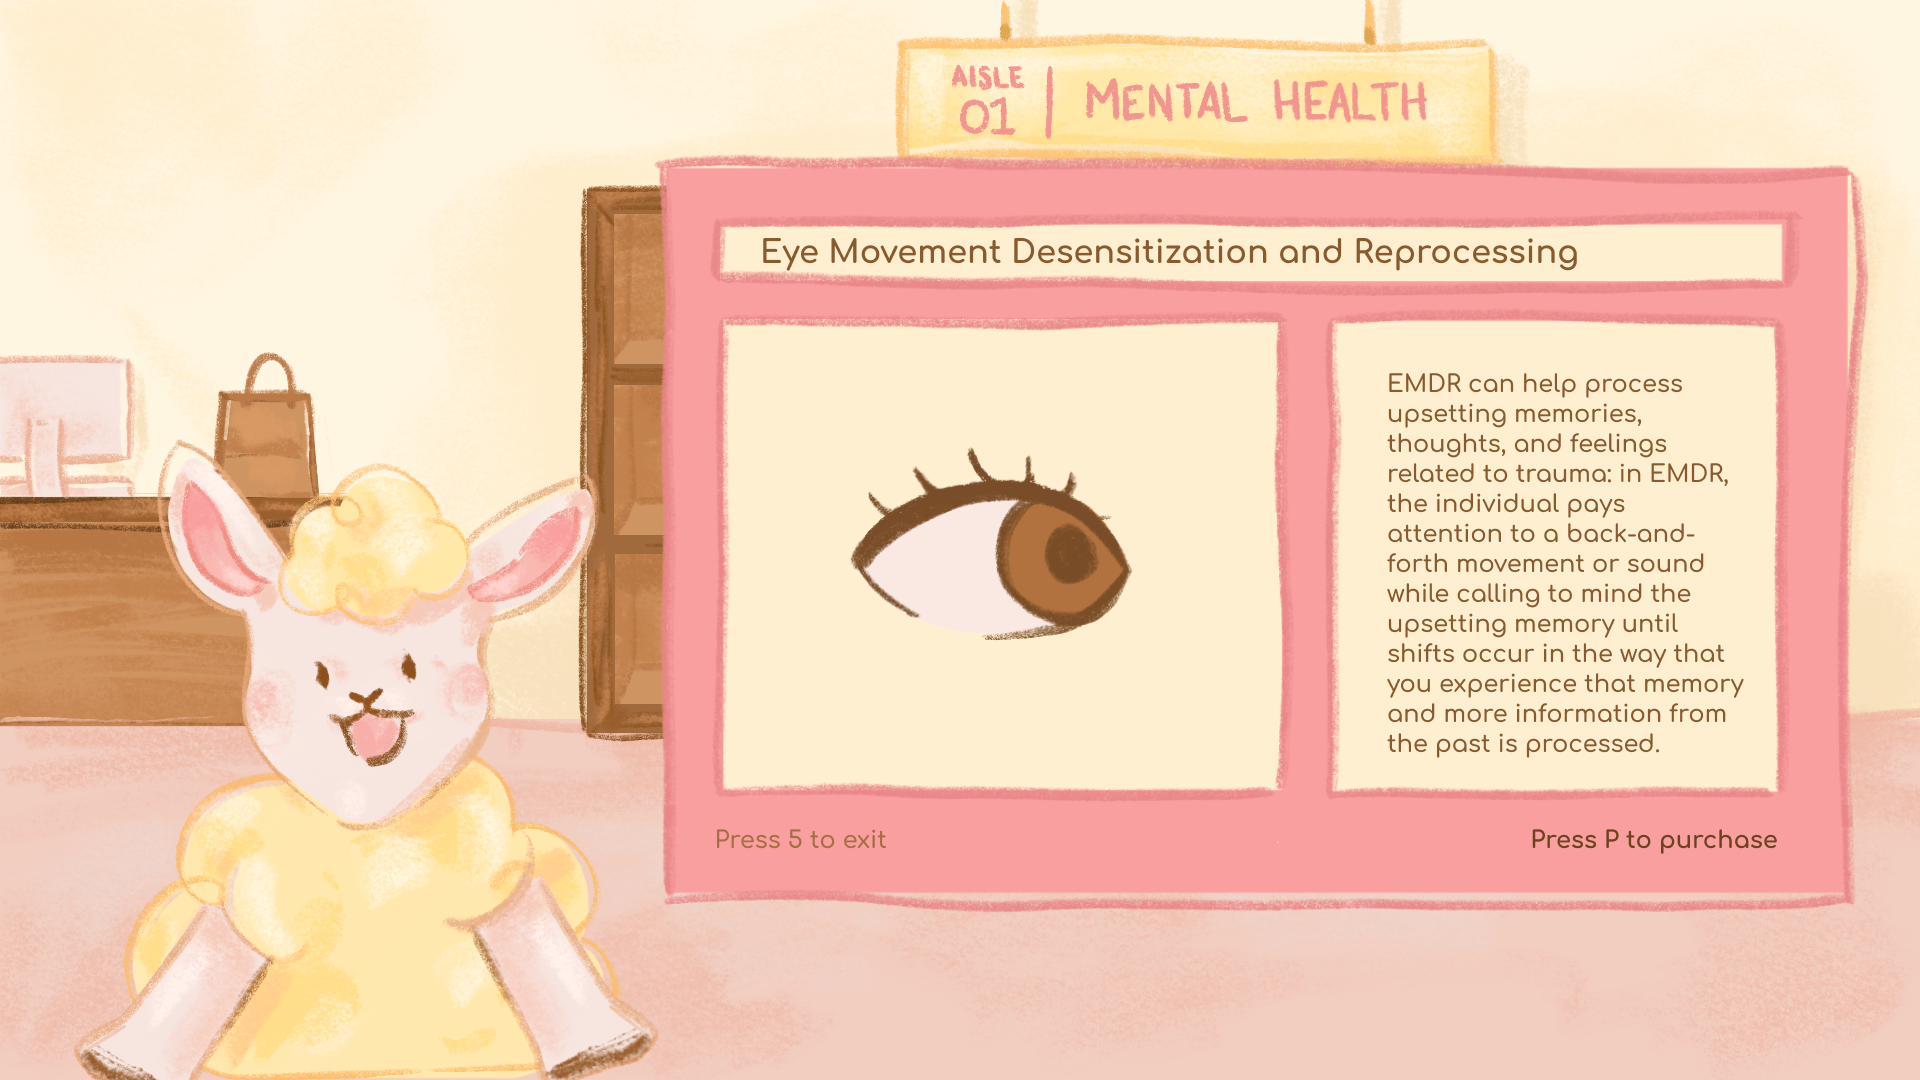 AISLE
01
MENTAL HEALTH
Eye Movement Desensitization and Reprocessing
EMDR can help process
upsetting memories,
thoughts, and feelings
related to trauma: in EMDR,
the individual pays
attention to a back-and-
forth movement or sound
while calling to mind the
upsetting memory until
shifts occur in the way that
you experience that memory
and more information from
the past is processed.
Press 5 to exit
Press P to purchase